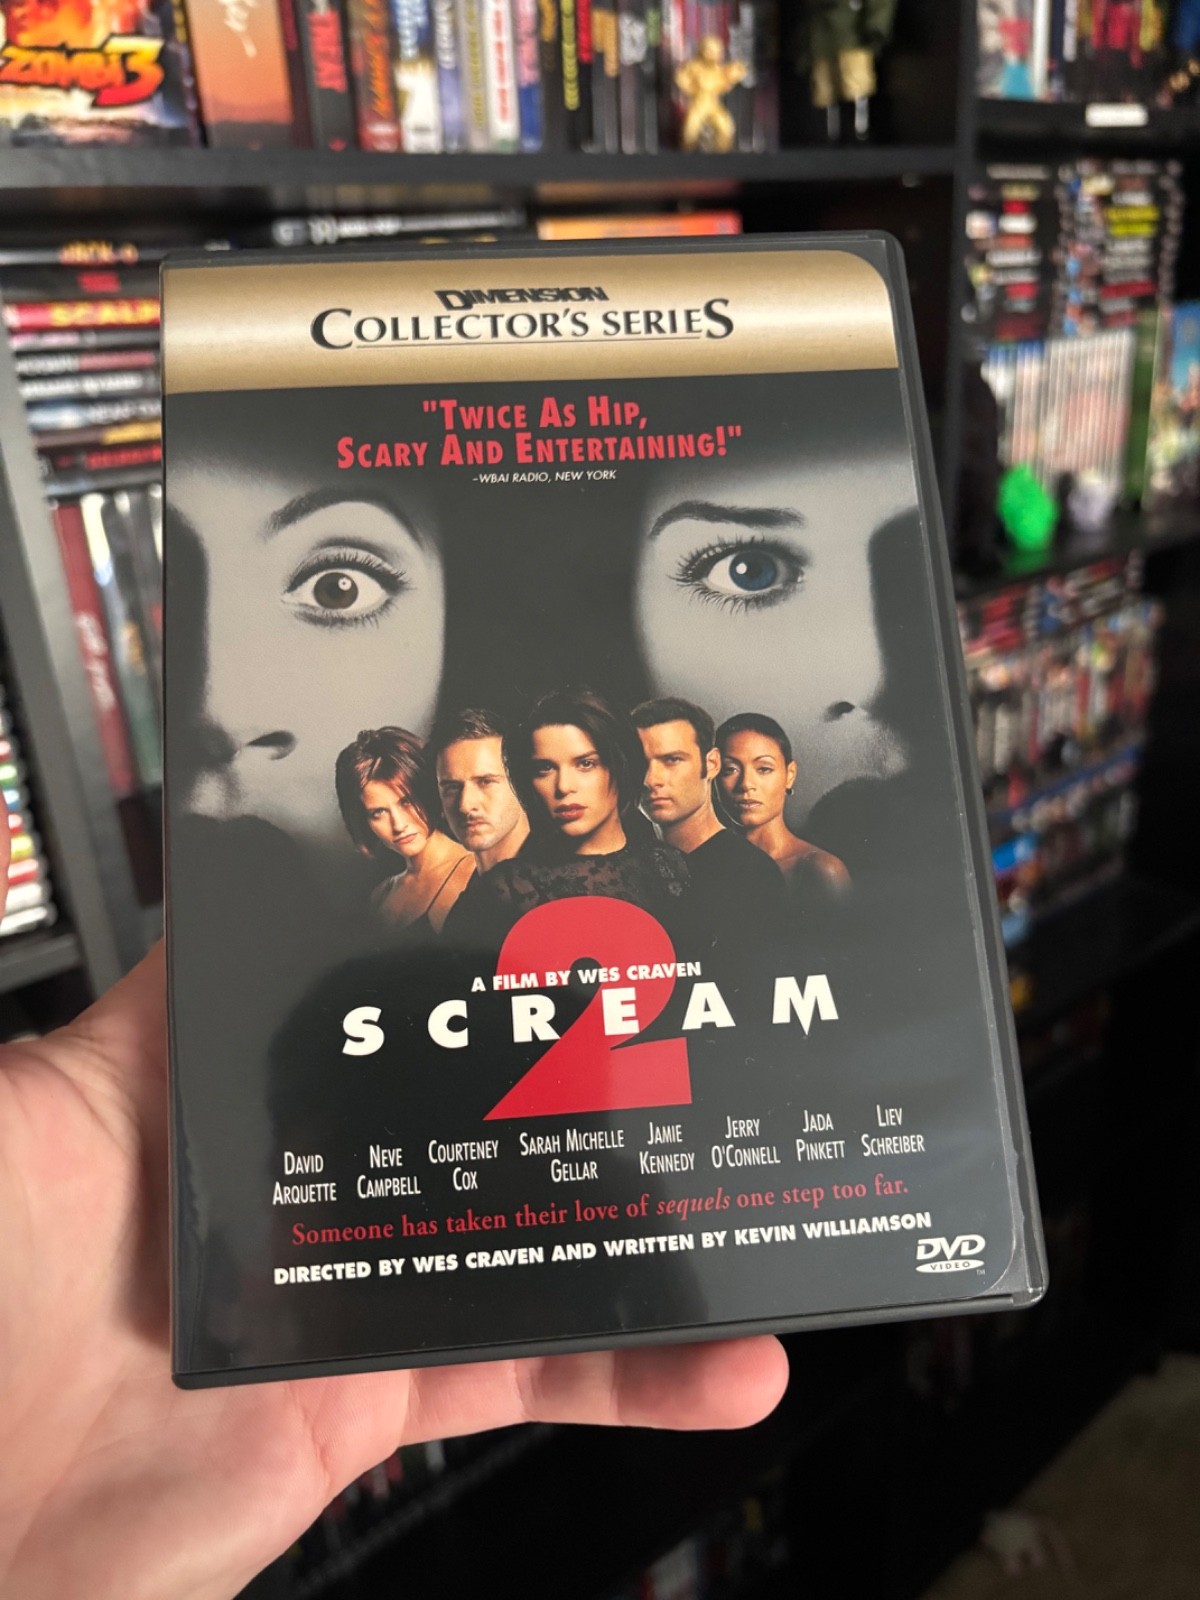 ZOMBI 3
DIMENSION
COLLECTOR'S SERIES
"TWICE AS HIP,
SCARY AND ENTERTAINING!"
-WBAI RADIO, NEW YORK
A FILM BY WES CRAVEN
SCREAM
2
DAVID ARQUETTE
NEVE CAMPBELL
COURTENEY COX
SARAH MICHELLE GELLAR
JAMIE KENNEDY
JERRY O'CONNELL
JADA PINKETT
LIEV SCHREIBER
Someone has taken their love of sequels one step too far.
DIRECTED BY WES CRAVEN AND WRITTEN BY KEVIN WILLIAMSON
DVD
VIDEO
TM